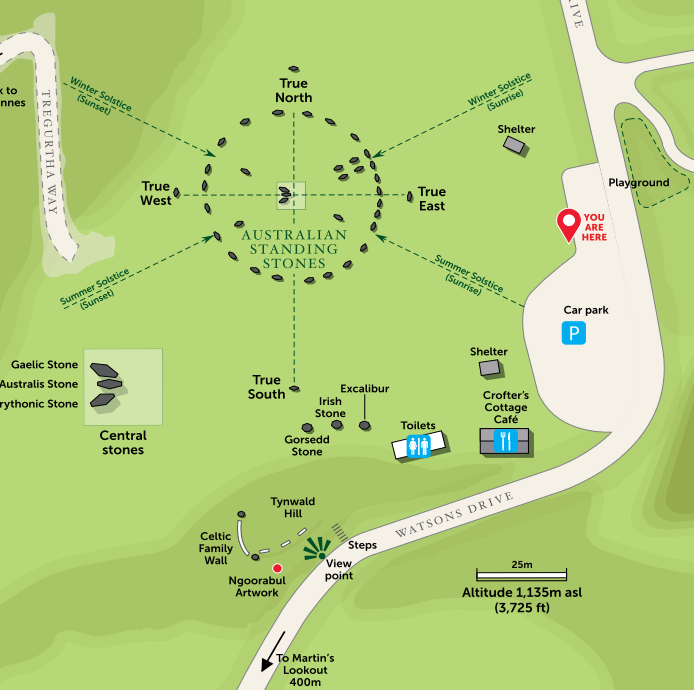 DRIVE
Winter Solstice
(Sunset)
True
North
Winter Solstice
(Sunrise)
k to
nnes
TREGURTHA WAY
Shelter
Playground
True
West
True
East
YOU
ARE
HERE
AUSTRALIAN
STANDING
STONES
Summer Solstice
(Sunset)
Summer Solstice
(Sunrise)
Car park
P
Gaelic Stone
Australis Stone
rythonic Stone
Central
stones
True
South
Shelter
Excalibur
Irish
Stone
Gorsedd
Stone
Toilets
Crofter's
Cottage
Café
Tynwald
Hill
WATSONS DRIVE
Celtic
Family
Wall
Steps
View
point
Ngoorabul
Artwork
25m
Altitude 1,135m asl
(3,725 ft)
To Martin's
Lookout
400m